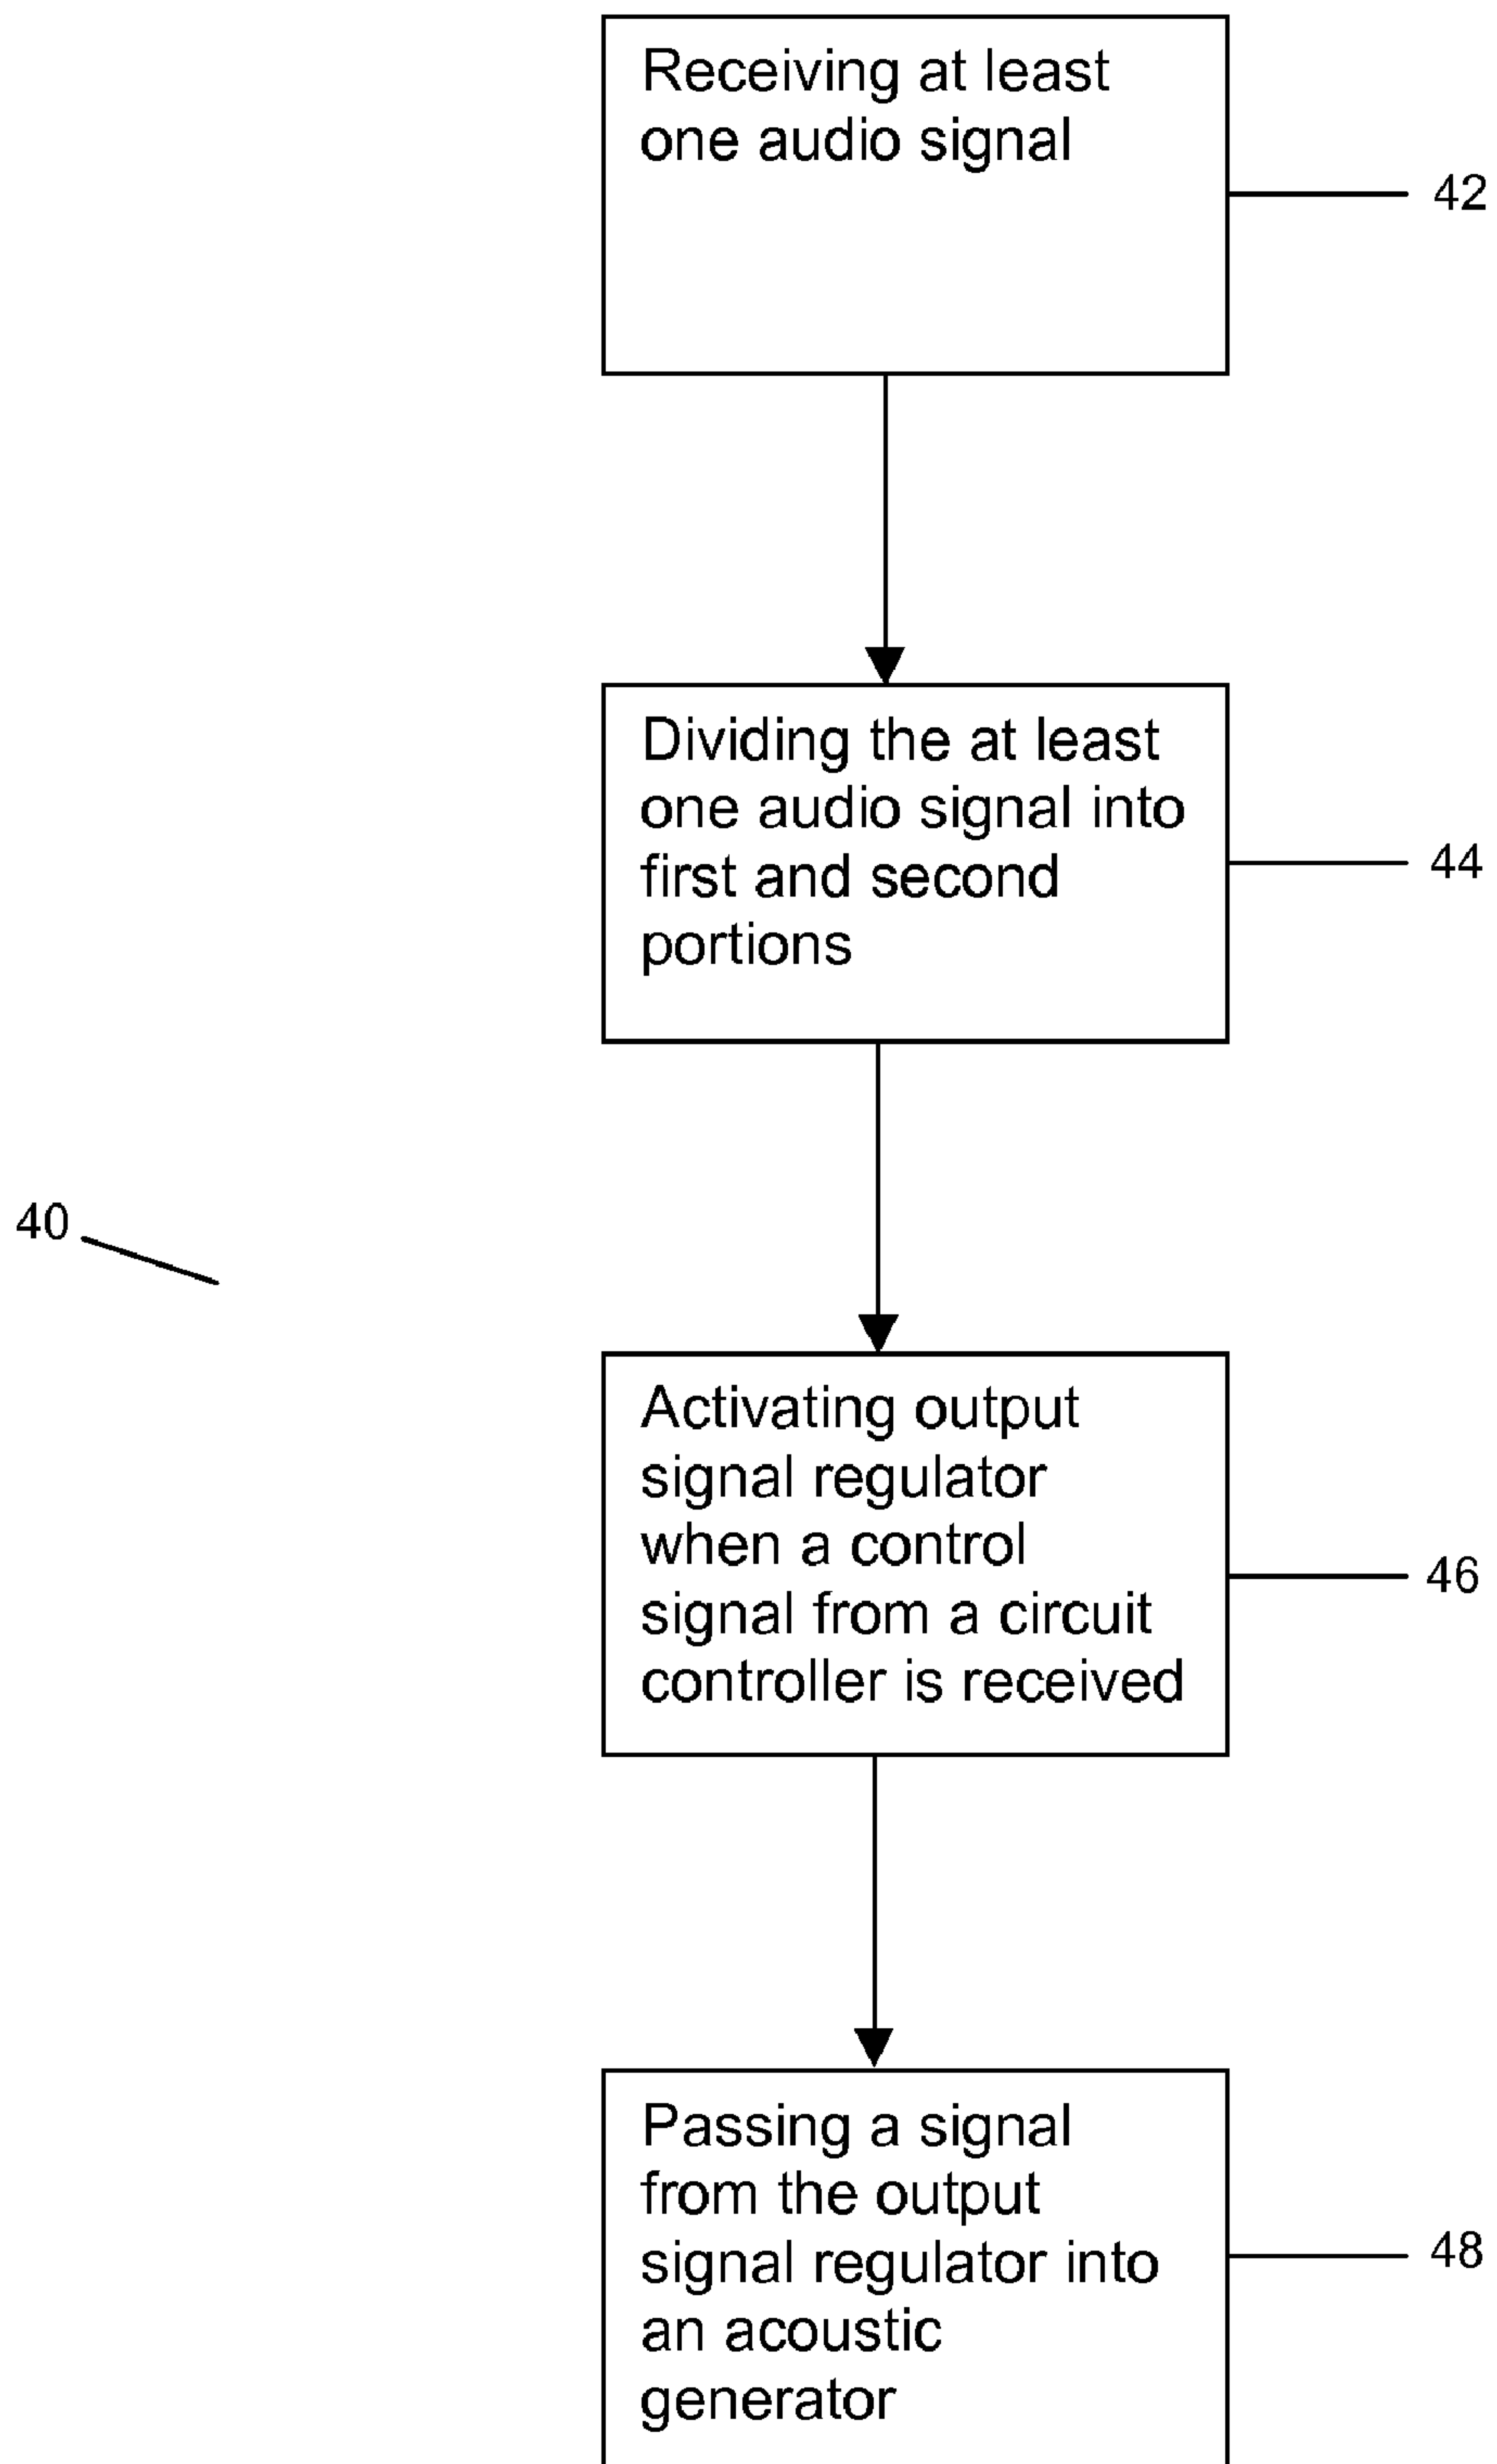 Receiving at least
one audio signal
42
Dividing the at least
one audio signal into
first and second
portions
44
40
Activating output
signal regulator
when a control
signal from a circuit
controller is received
46
Passing a signal
from the output
signal regulator into
an acoustic
generator
48